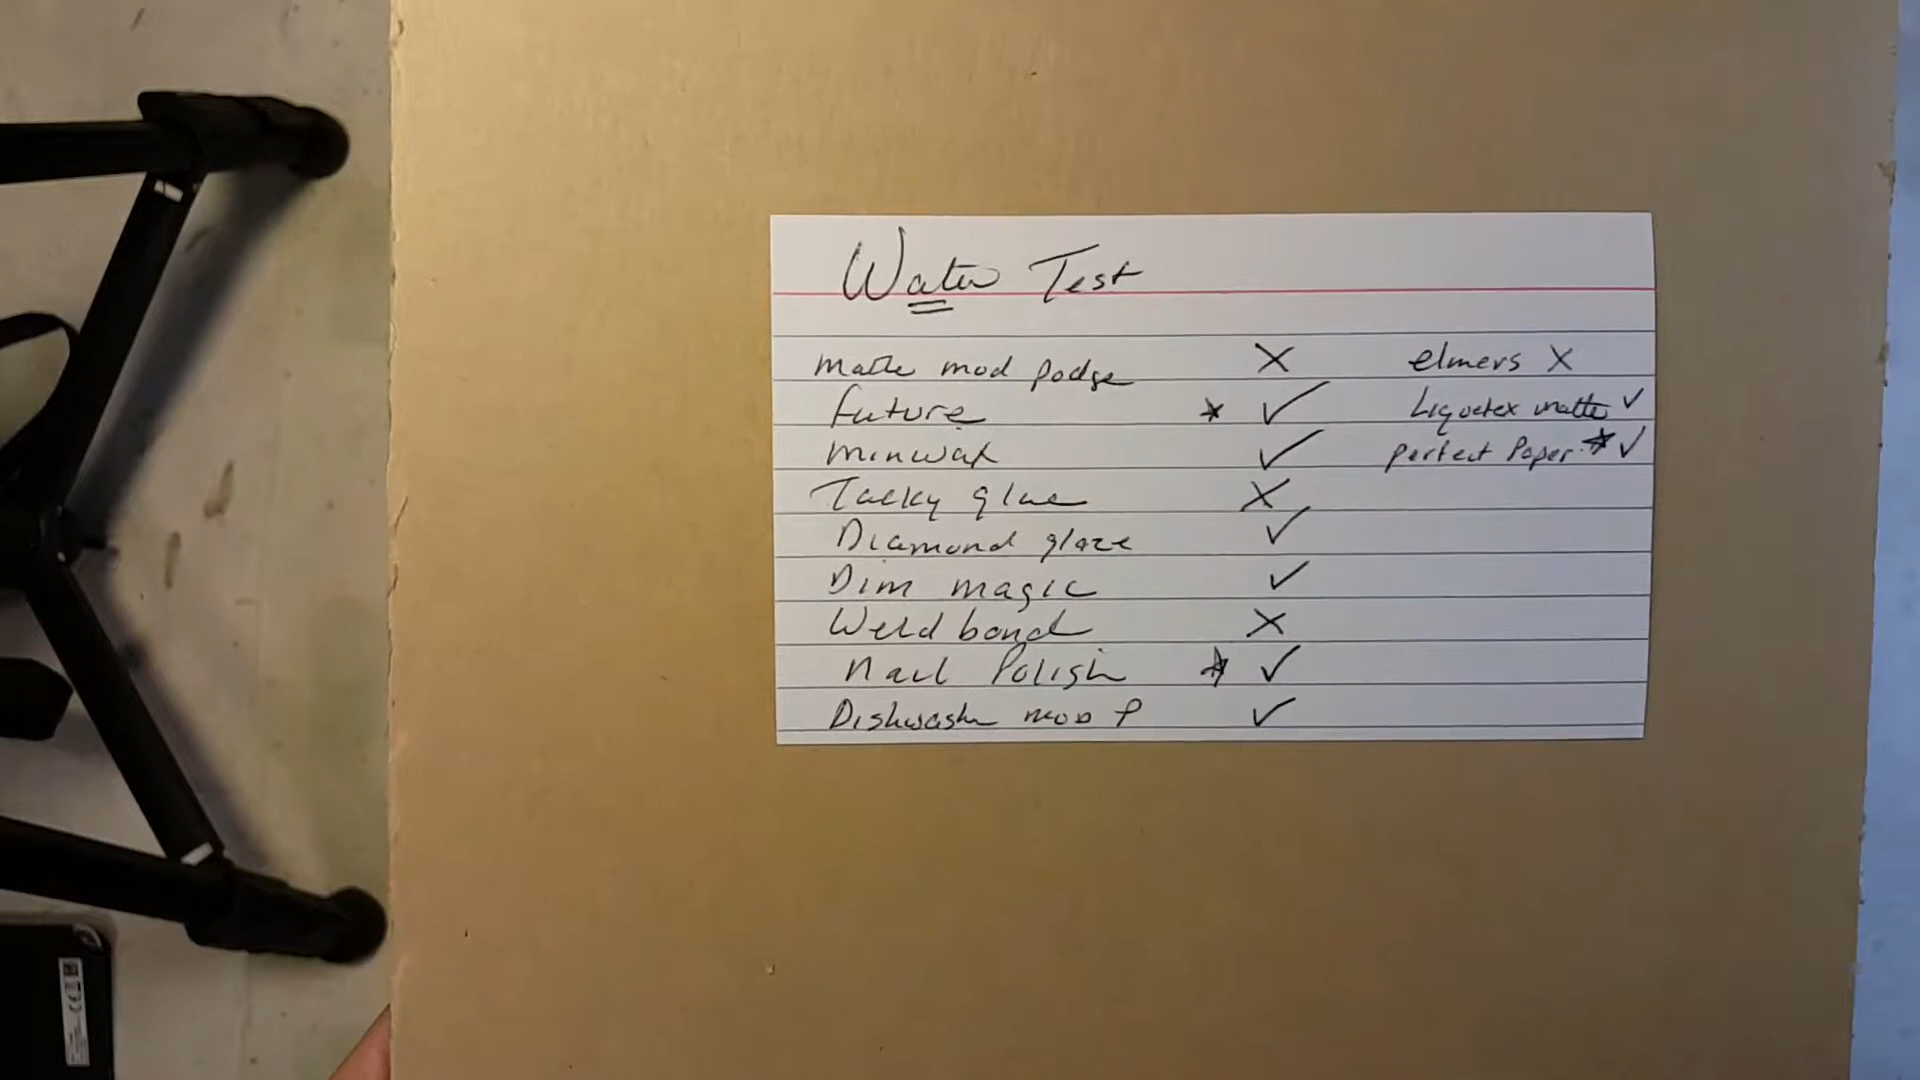 Water Test
Matte mod podge X elmers X
future * ✓ Liquetex matte ✓
minwax ✓ perfect Paper * ✓
Tacky glue X
Diamond glaze ✓
Dim magic ✓
Weld bond X
Nail Polish * ✓
Dishwasher mod P ✓